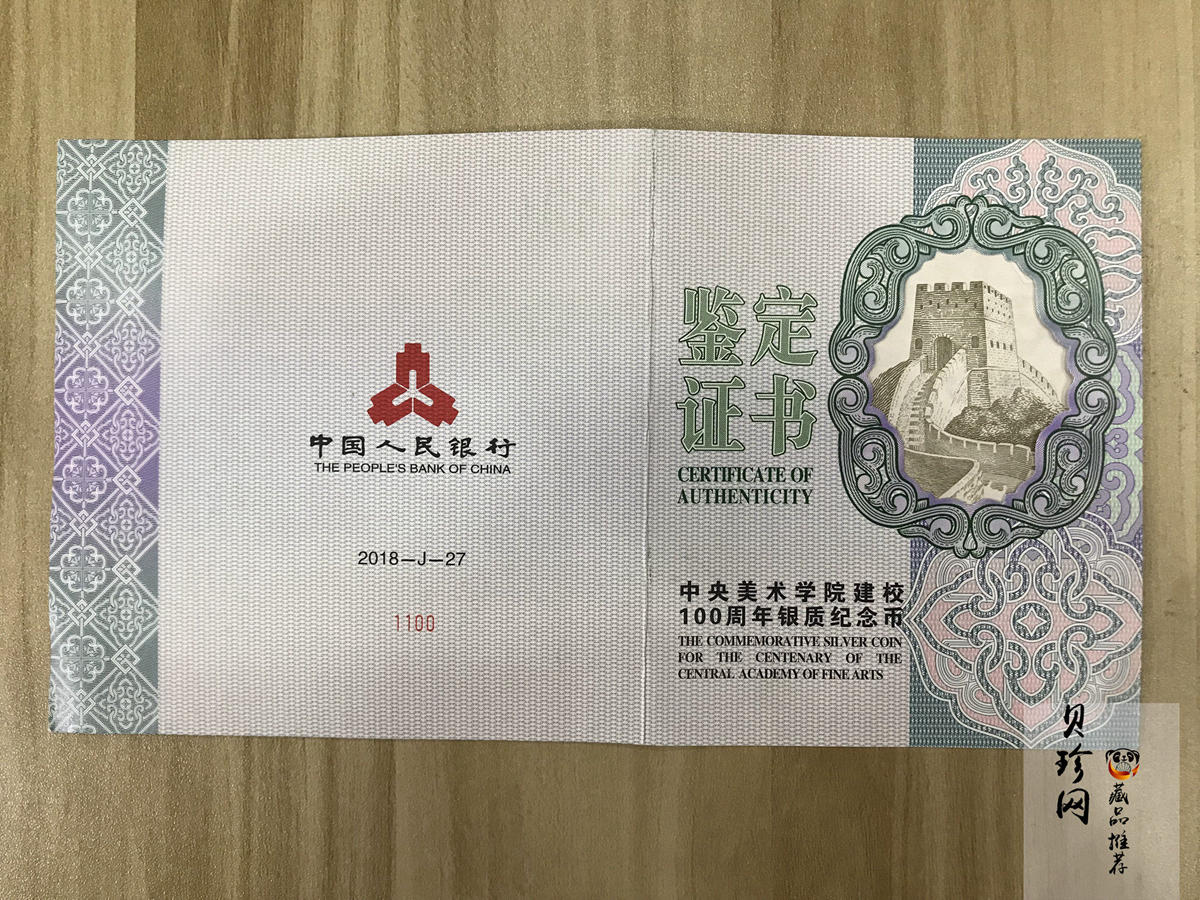 中国人民银行
THE PEOPLE'S BANK OF CHINA
2018—J—27
1100
鉴定
证书
CERTIFICATE OF
AUTHENTICITY
中央美术学院建校
100周年银质纪念币
THE COMMEMORATIVE SILVER COIN
FOR THE CENTENARY OF THE
CENTRAL ACADEMY OF FINE ARTS
贝珍网
藏品推荐